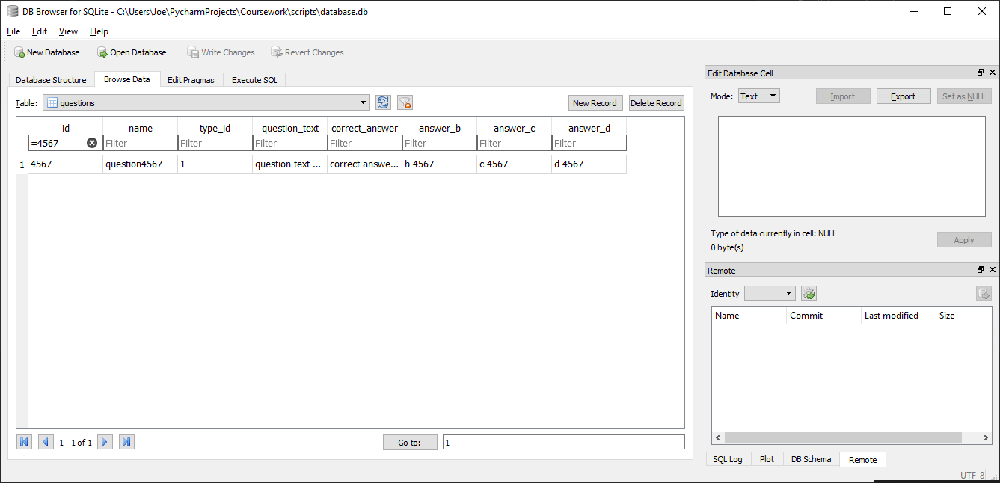 DB Browser for SQLite - C:\Users\Joe\PycharmProjects\Coursework\scripts\database.db
File Edit View Help
New Database Open Database Write Changes Revert Changes
Database Structure Browse Data Edit Pragmas Execute SQL
Table: questions New Record Delete Record
id name type_id question_text correct_answer answer_b answer_c answer_d
=4567 Filter Filter Filter Filter Filter Filter Filter
1 4567 question4567 1 question text ... correct answe... b 4567 c 4567 d 4567
1 - 1 of 1 Go to: 1
Edit Database Cell
Mode: Text Import Export Set as NULL
Type of data currently in cell: NULL
0 byte(s)
Apply
Remote
Identity
Name Commit Last modified Size
SQL Log Plot DB Schema Remote
UTF-8